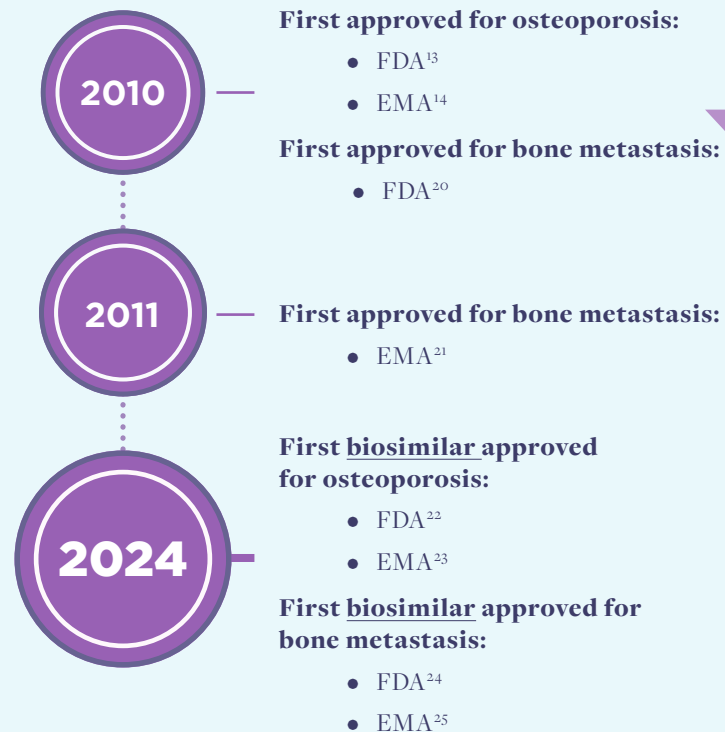 2010
First approved for osteoporosis:
● FDA¹³
● EMA¹⁴
First approved for bone metastasis:
● FDA²⁰
2011
First approved for bone metastasis:
● EMA²¹
2024
First biosimilar approved
for osteoporosis:
● FDA²²
● EMA²³
First biosimilar approved for
bone metastasis:
● FDA²⁴
● EMA²⁵